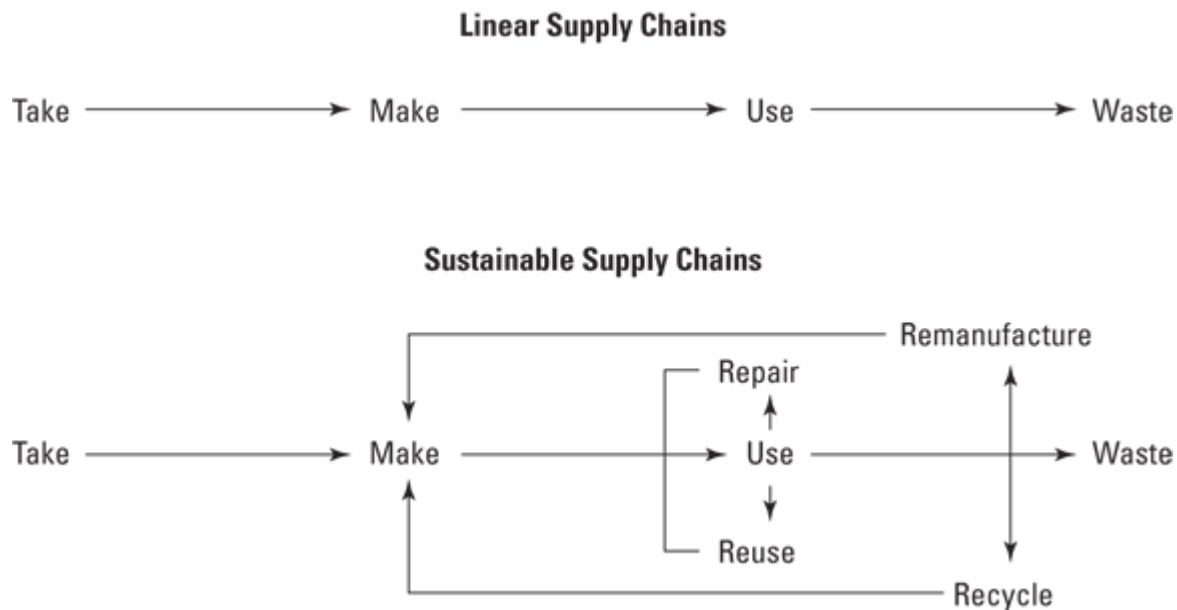 Linear Supply Chains
Take Make Use Waste
Sustainable Supply Chains
Remanufacture
Repair
Take Make Use Waste
Reuse
Recycle